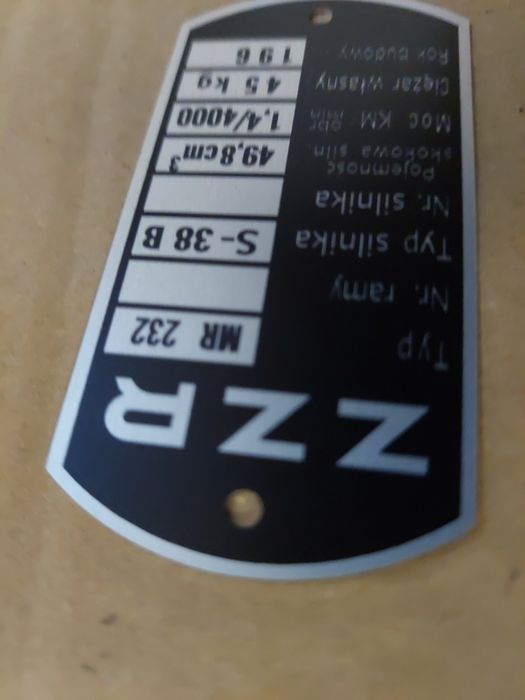 ZZR
Typ MR 232
Nr. ramy
Typ silnika S-38 B
Nr. silnika
Pojemność
skokowa siln. 49,8cm³
Moc KM obr. min. 1,4/4000
Ciężar własny 45 kg
Rok budowy 196